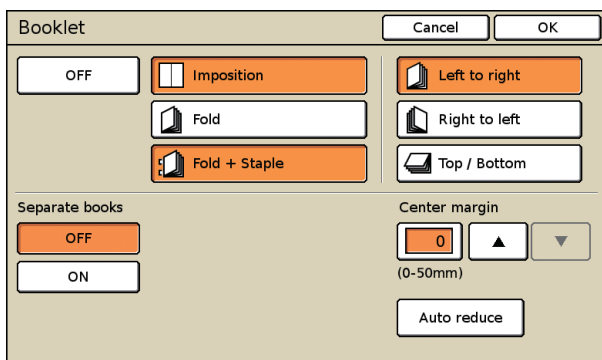 Booklet
Cancel
OK
OFF
Imposition
Left to right
Fold
Right to left
Fold + Staple
Top / Bottom
Separate books
Center margin
OFF
0
ON
(0-50mm)
Auto reduce